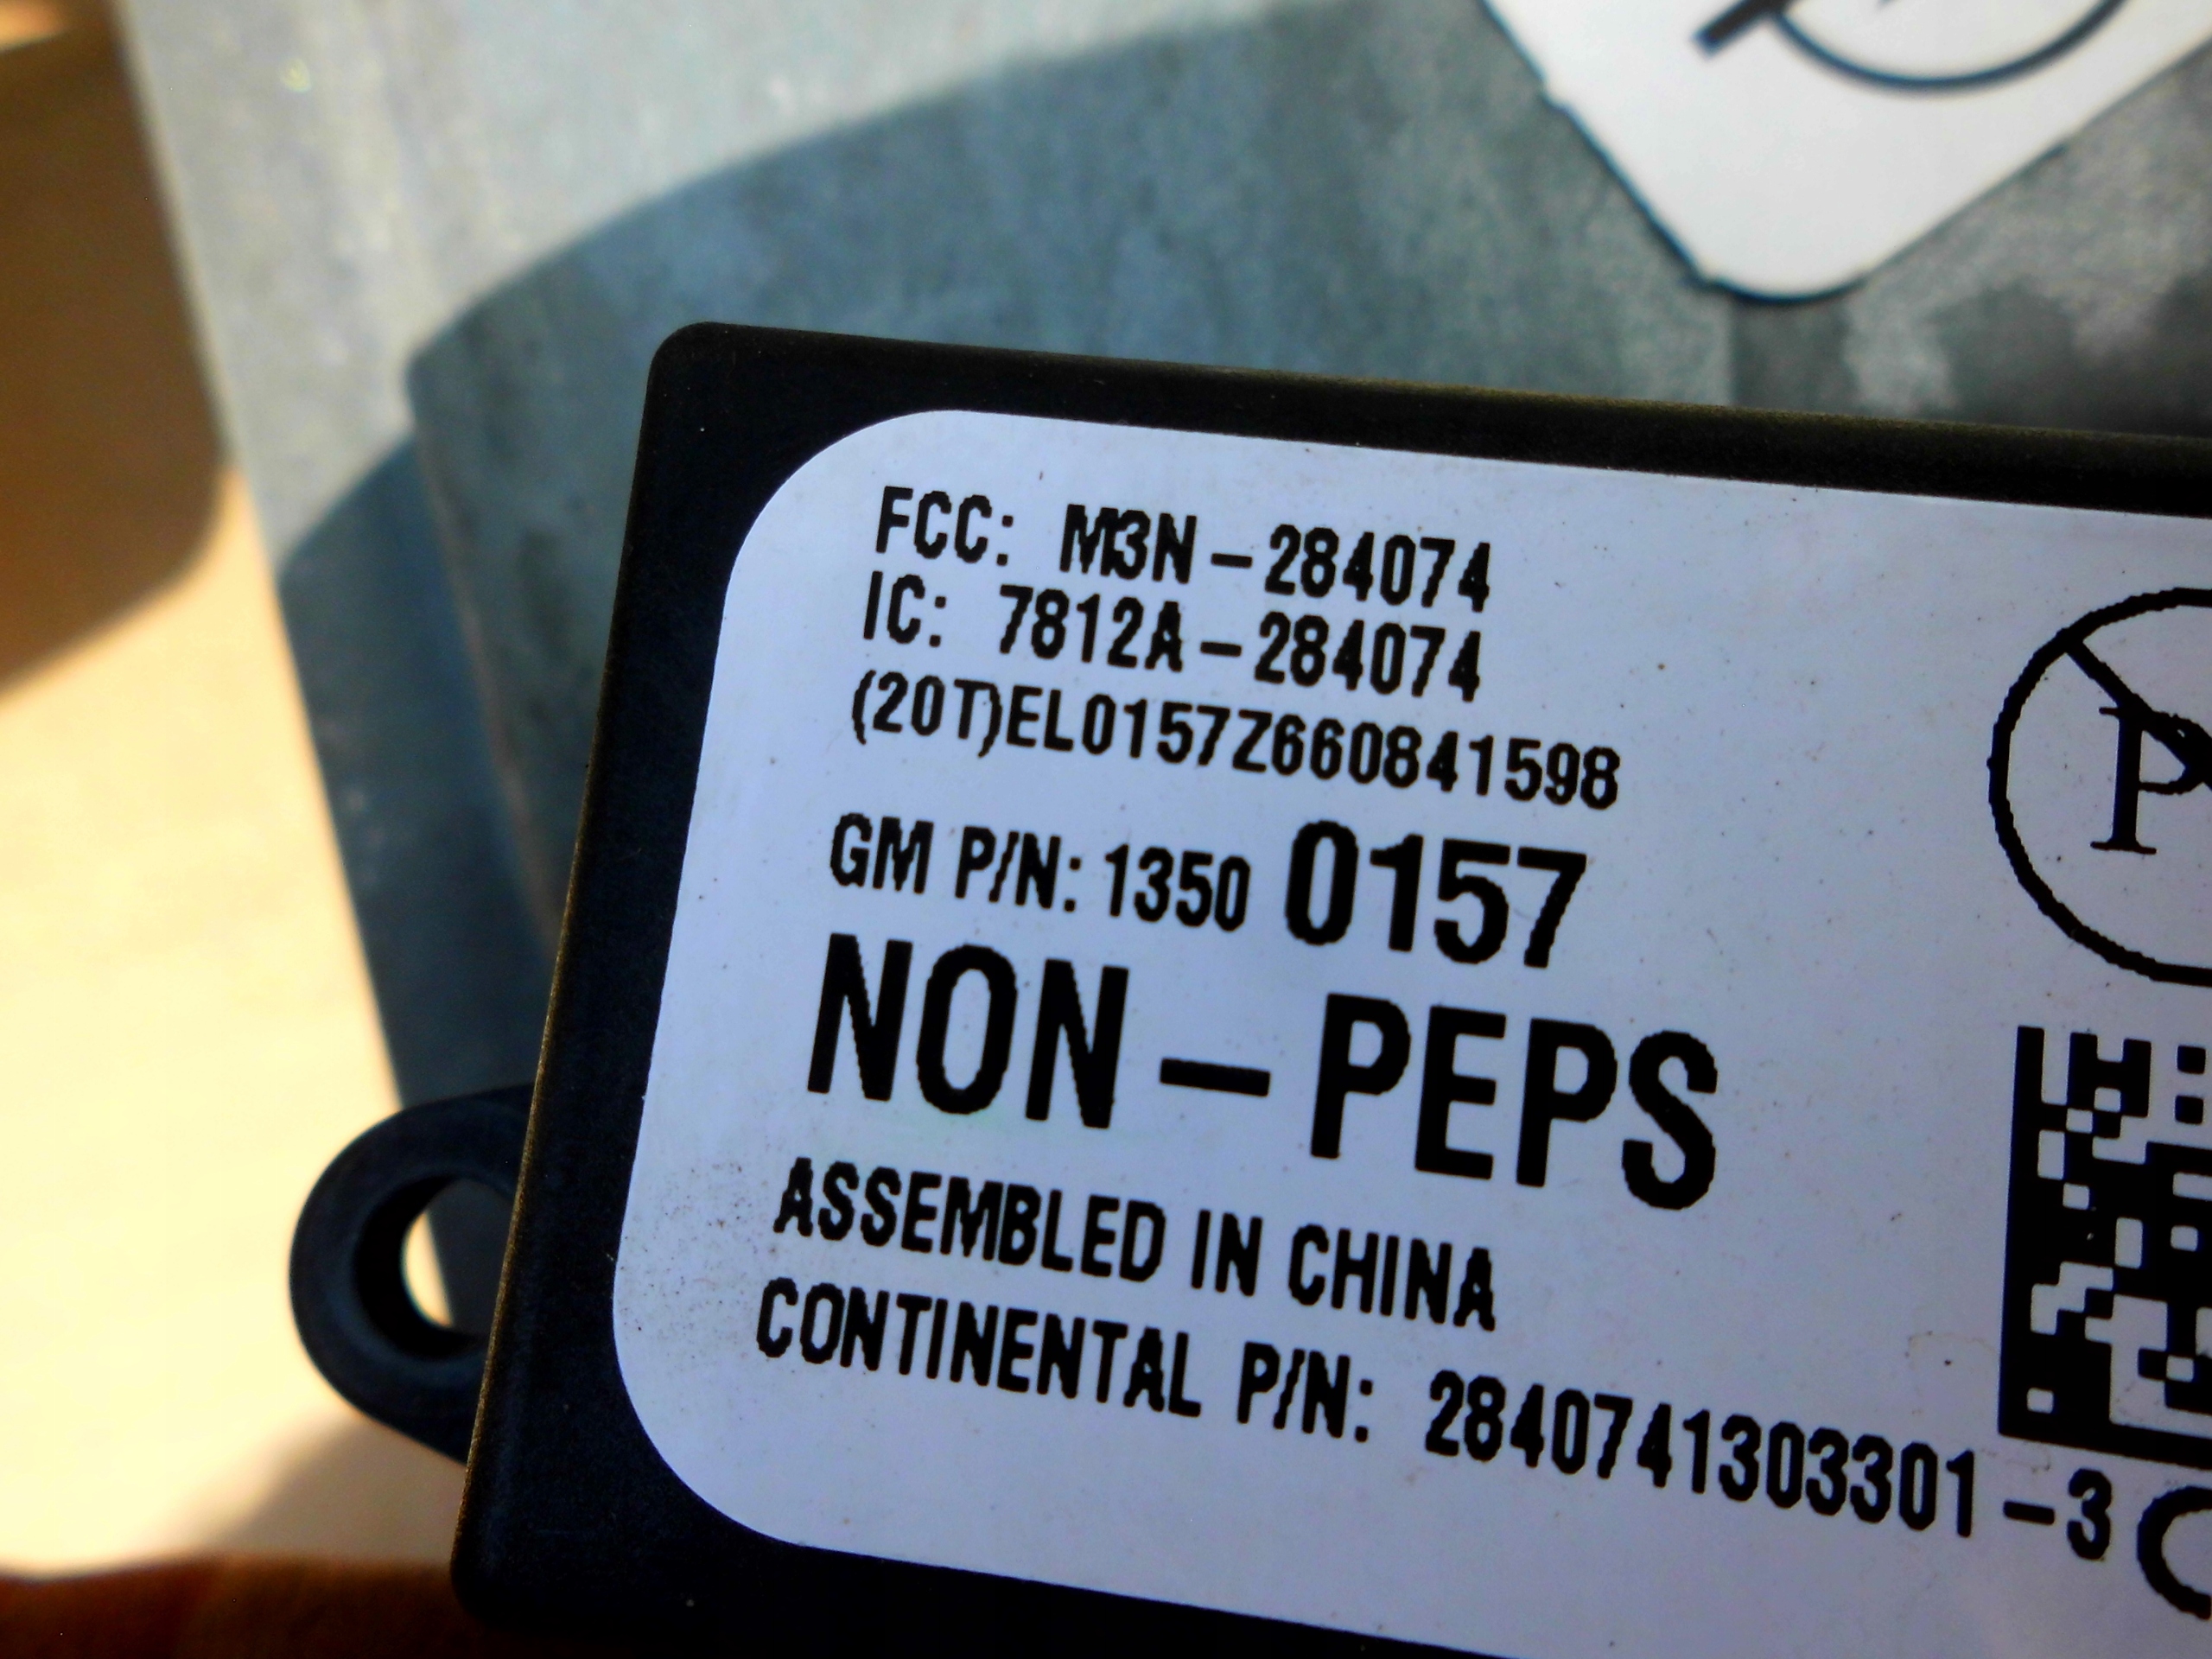 FCC: M3N-284074
IC: 7812A-284074
(20T)EL0157Z660841598
GM P/N: 1350 0157
NON-PEPS
ASSEMBLED IN CHINA
CONTINENTAL P/N: 2840741303301-3
P